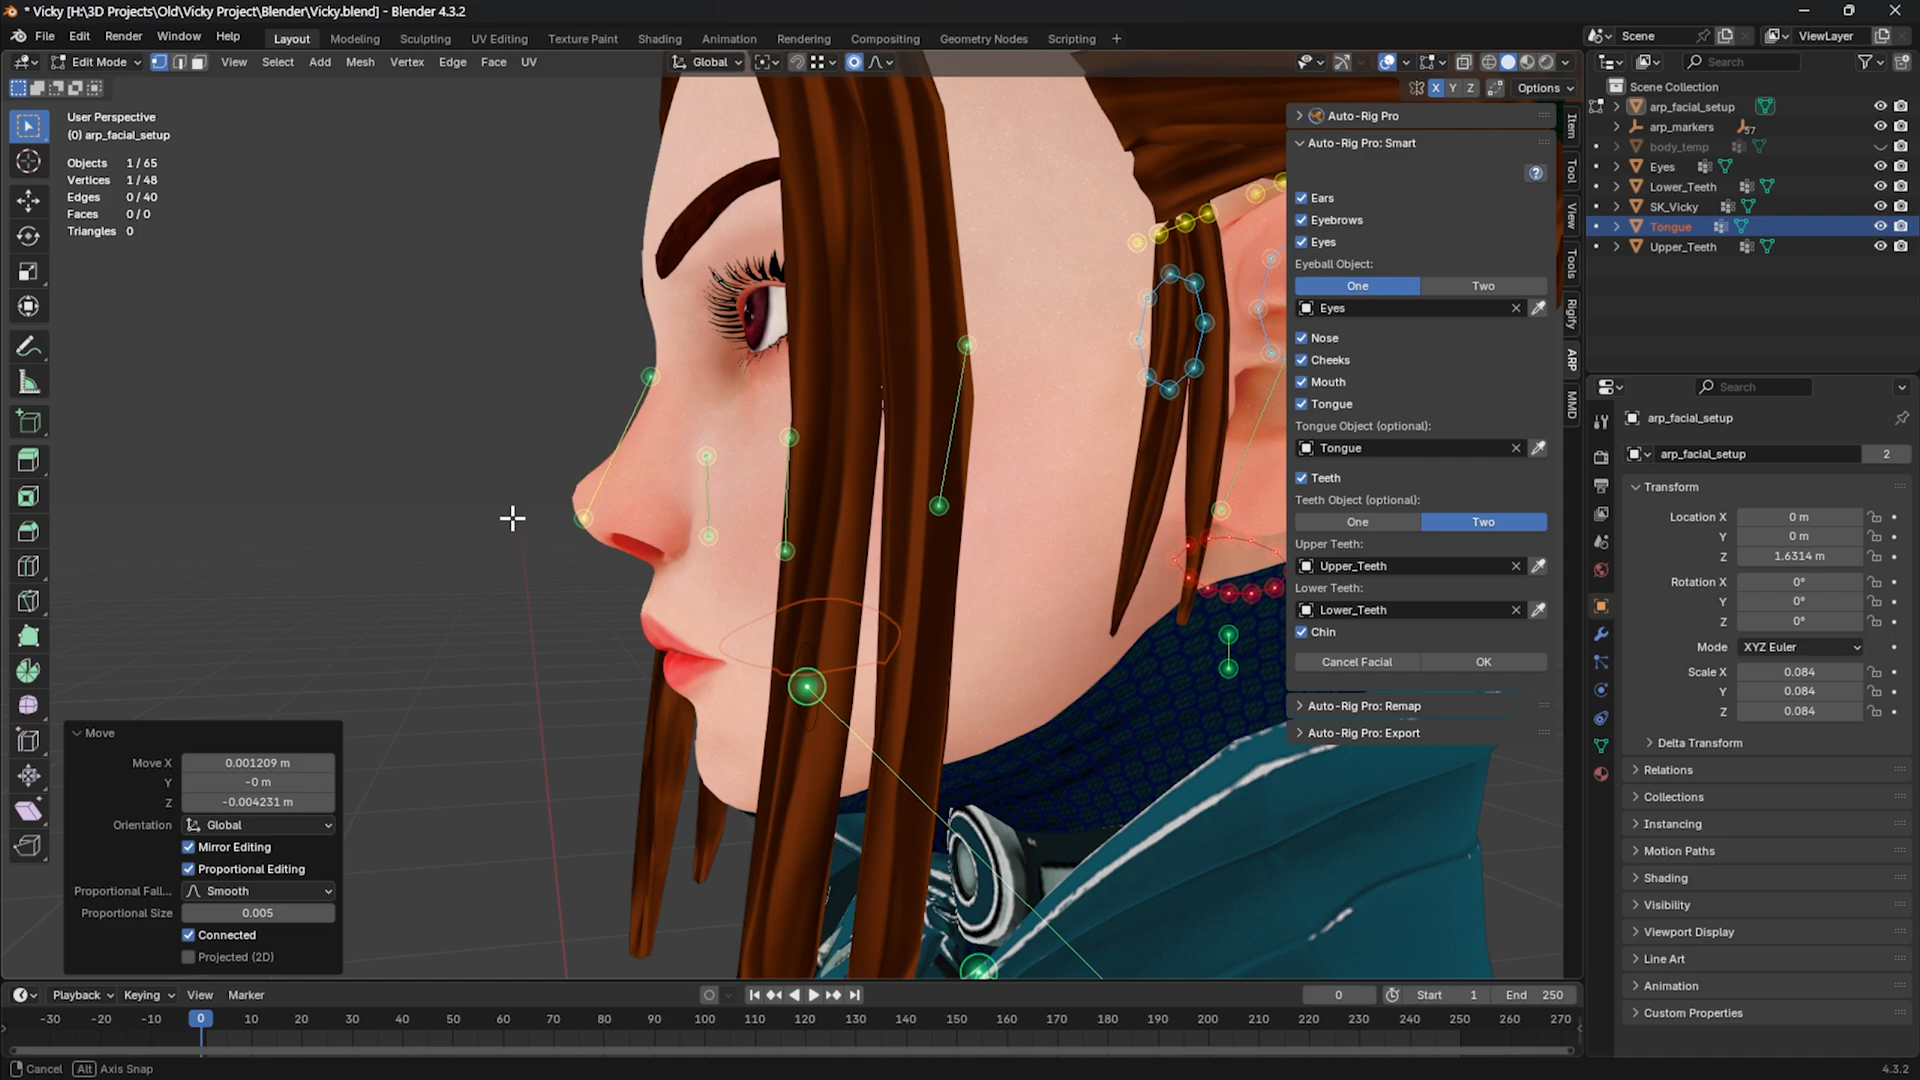 * Vicky [H:\3D Projects\Old\Vicky Project\Blender\Vicky.blend] - Blender 4.3.2
File Edit Render Window Help
Layout Modeling Sculpting UV Editing Texture Paint Shading Animation Rendering Compositing Geometry Nodes Scripting +
Scene
ViewLayer
Edit Mode
View Select Add Mesh Vertex Edge Face UV
Global
X Y Z Options
User Perspective
(0) arp_facial_setup
Objects 1 / 65
Vertices 1 / 48
Edges 0 / 40
Faces 0 / 0
Triangles 0
Auto-Rig Pro
Auto-Rig Pro: Smart
?
Ears
Eyebrows
Eyes
Eyeball Object:
One Two
Eyes
Nose
Cheeks
Mouth
Tongue
Tongue Object (optional):
Tongue
Teeth
Teeth Object (optional):
One Two
Upper Teeth:
Upper_Teeth
Lower Teeth:
Lower_Teeth
Chin
Cancel Facial OK
Auto-Rig Pro: Remap
Auto-Rig Pro: Export
Item
Tool
View
Tools
Rigify
ARP
MMD
Search
Scene Collection
arp_facial_setup
arp_markers 57
body_temp
Eyes
Lower_Teeth
SK_Vicky
Tongue
Upper_Teeth
Search
arp_facial_setup
arp_facial_setup 2
Transform
Location X 0 m
Y 0 m
Z 1.6314 m
Rotation X 0°
Y 0°
Z 0°
Mode XYZ Euler
Scale X 0.084
Y 0.084
Z 0.084
Delta Transform
Relations
Collections
Instancing
Motion Paths
Shading
Visibility
Viewport Display
Line Art
Animation
Custom Properties
Move
Move X 0.001209 m
Y -0 m
Z -0.004231 m
Orientation Global
Mirror Editing
Proportional Editing
Proportional Fall... Smooth
Proportional Size 0.005
Connected
Projected (2D)
Playback Keying View Marker
0 Start 1 End 250
-30 -20 -10 0 10 20 30 40 50 60 70 80 90 100 110 120 130 140 150 160 170 180 190 200 210 220 230 240 250 260 270
Cancel Alt Axis Snap
4.3.2